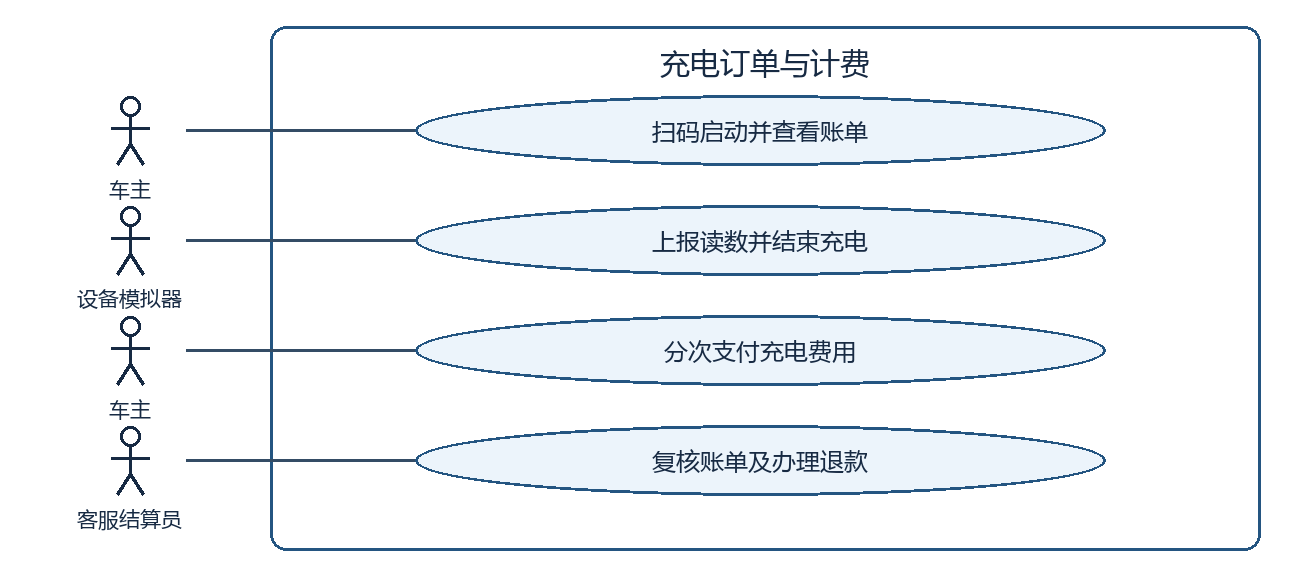 充电订单与计费
扫码启动并查看账单
车主
上报读数并结束充电
设备模拟器
分次支付充电费用
车主
复核账单及办理退款
客服结算员